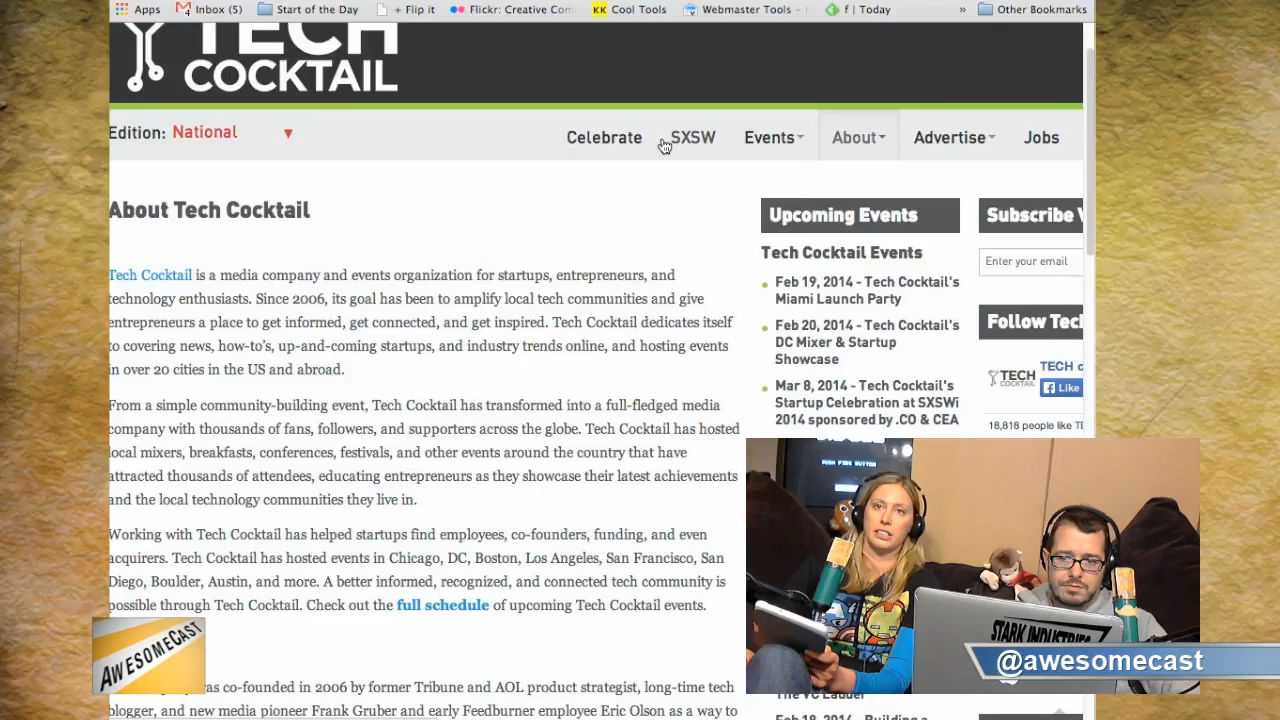 Apps
Inbox (5)
Start of the Day
+ Flip it
Flickr: Creative Com
KK Cool Tools
Webmaster Tools -
f | Today
»
Other Bookmarks
TECH
COCKTAIL
Edition: National
Celebrate
SXSW
Events
About
Advertise
Jobs
About Tech Cocktail
Tech Cocktail is a media company and events organization for startups, entrepreneurs, and
technology enthusiasts. Since 2006, its goal has been to amplify local tech communities and give
entrepreneurs a place to get informed, get connected, and get inspired. Tech Cocktail dedicates itself
to covering news, how-to's, up-and-coming startups, and industry trends online, and hosting events
in over 20 cities in the US and abroad.
From a simple community-building event, Tech Cocktail has transformed into a full-fledged media
company with thousands of fans, followers, and supporters across the globe. Tech Cocktail has hosted
local mixers, breakfasts, conferences, festivals, and other events around the country that have
attracted thousands of attendees, educating entrepreneurs as they showcase their latest achievements
and the local technology communities they live in.
Working with Tech Cocktail has helped startups find employees, co-founders, funding, and even
acquirers. Tech Cocktail has hosted events in Chicago, DC, Boston, Los Angeles, San Francisco, San
Diego, Boulder, Austin, and more. A better informed, recognized, and connected tech community is
possible through Tech Cocktail. Check out the full schedule of upcoming Tech Cocktail events.
was co-founded in 2006 by former Tribune and AOL product strategist, long-time tech
blogger, and new media pioneer Frank Gruber and early Feedburner employee Eric Olson as a way to
Upcoming Events
Tech Cocktail Events
Feb 19, 2014 - Tech Cocktail's
Miami Launch Party
Feb 20, 2014 - Tech Cocktail's
DC Mixer & Startup
Showcase
Mar 8, 2014 - Tech Cocktail's
Startup Celebration at SXSWi
2014 sponsored by .CO & CEA
Subscribe
Enter your email
Follow Tec
TECH
COCKTAIL
TECH
Like
18,818 people like TE
PUSH FIRE BUTTON
STARK INDUSTRIES
AWESOMECAST
@awesomecast